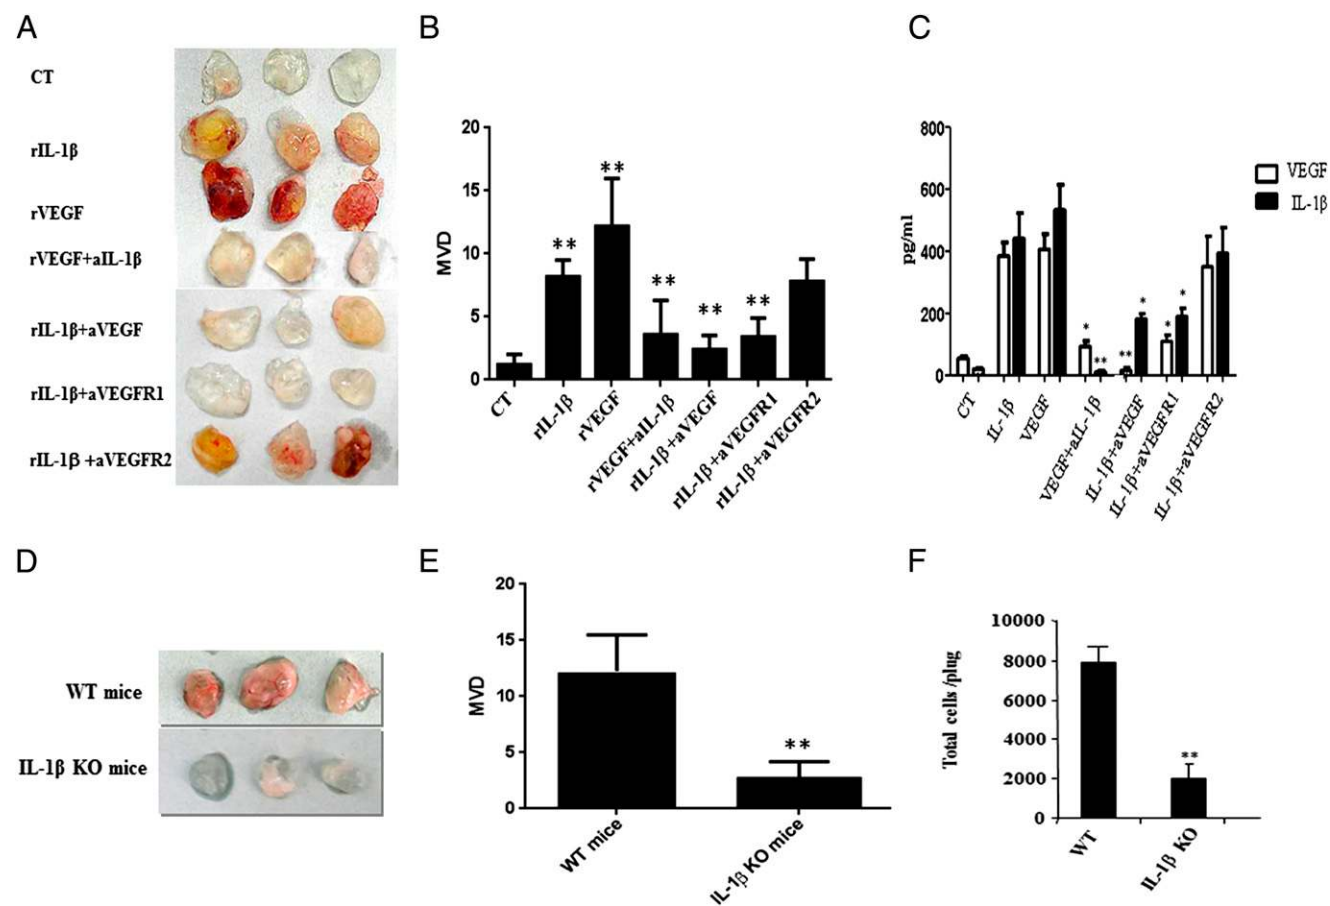 A
CT
rIL-1β
rVEGF
rVEGF+aIL-1β
rIL-1β+aVEGF
rIL-1β+aVEGFR1
rIL-1β +aVEGFR2
B
MVD
20
15
10
5
0
**
**
**
**
**
CT
rIL-1β
rVEGF
rVEGF+aIL-1β
rIL-1β+aVEGF
rIL-1β+aVEGFR1
rIL-1β+aVEGFR2
C
pg/ml
800
600
400
200
0
VEGF
IL-1β
*
**
**
*
*
*
CT
IL-1β
VEGF
VEGF+aIL-1β
IL-1β+aVEGF
IL-1β+aVEGFR1
IL-1β+aVEGFR2
D
WT mice
IL-1β KO mice
E
MVD
20
15
10
5
0
**
WT mice
IL-1β KO mice
F
Total cells /plug
10000
8000
6000
4000
2000
0
**
WT
IL-1β KO